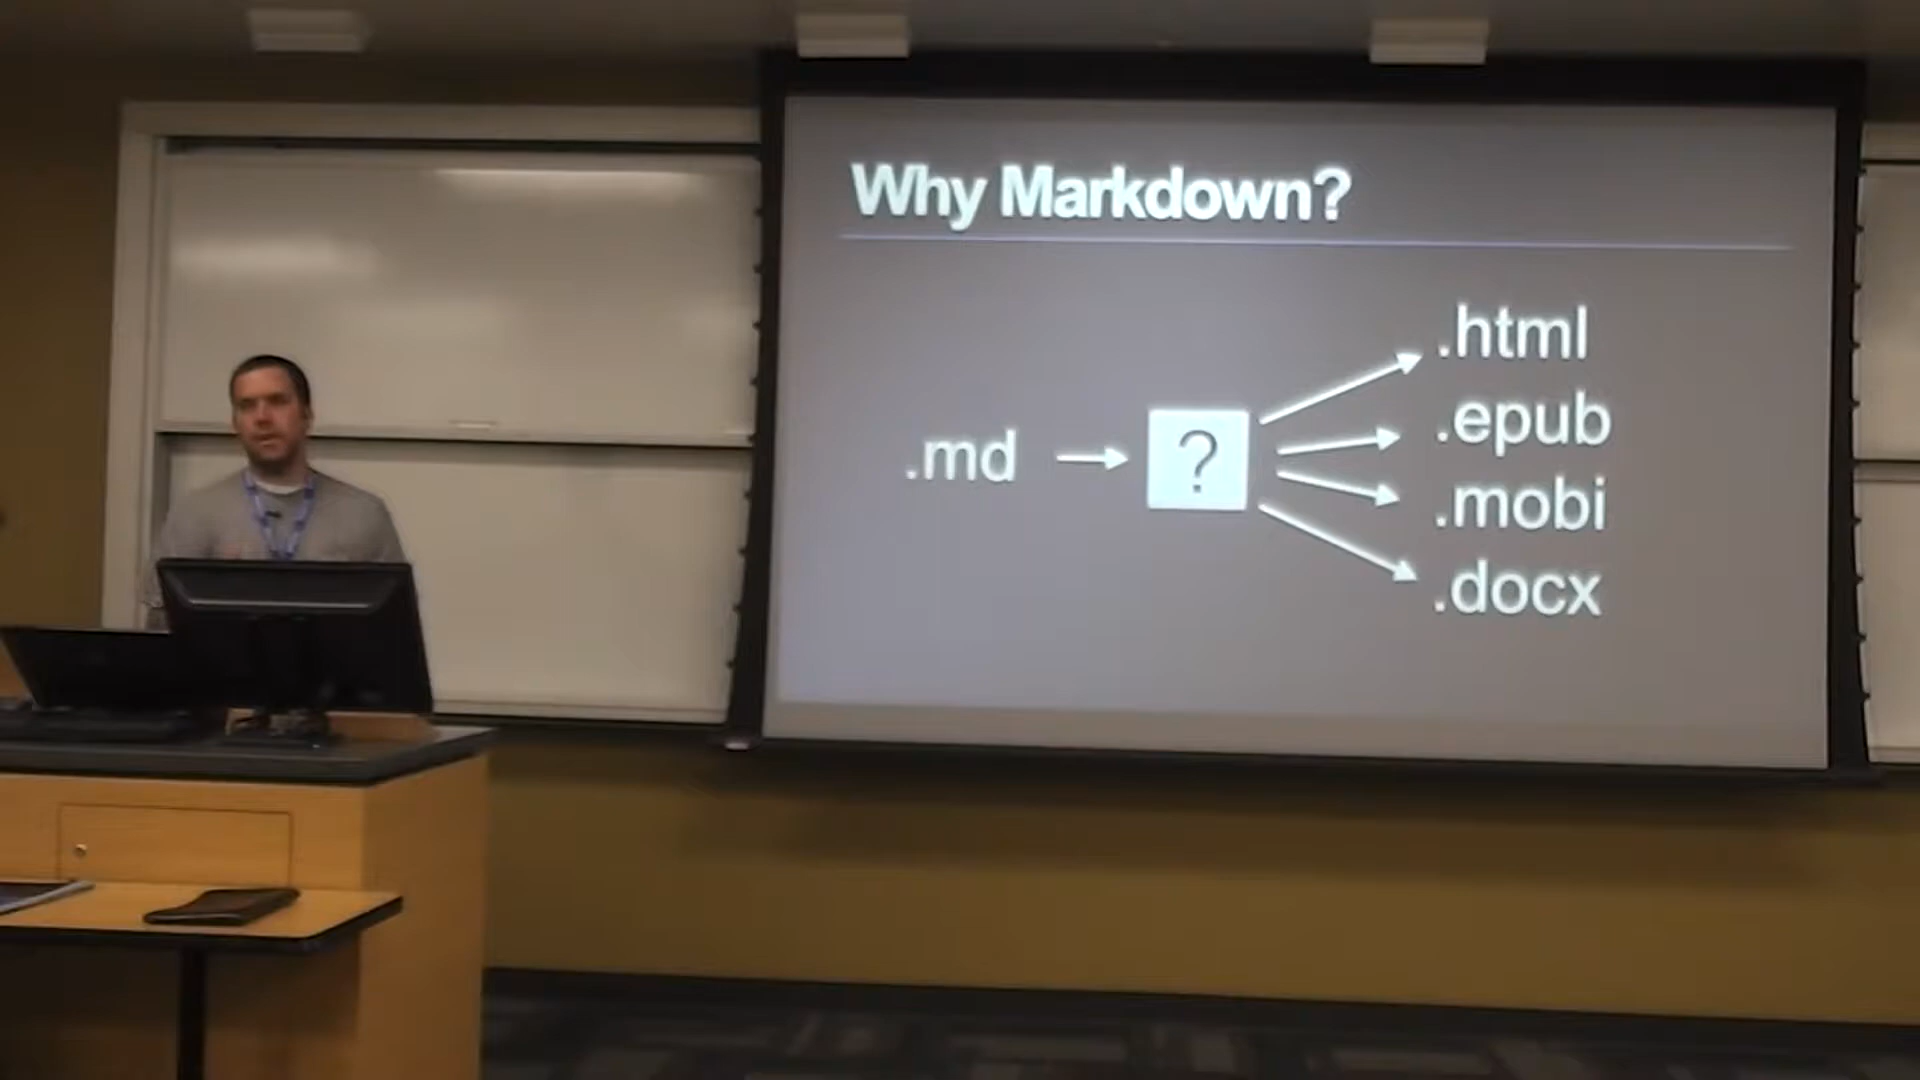 Why Markdown?
.md
?
.html
.epub
.mobi
.docx